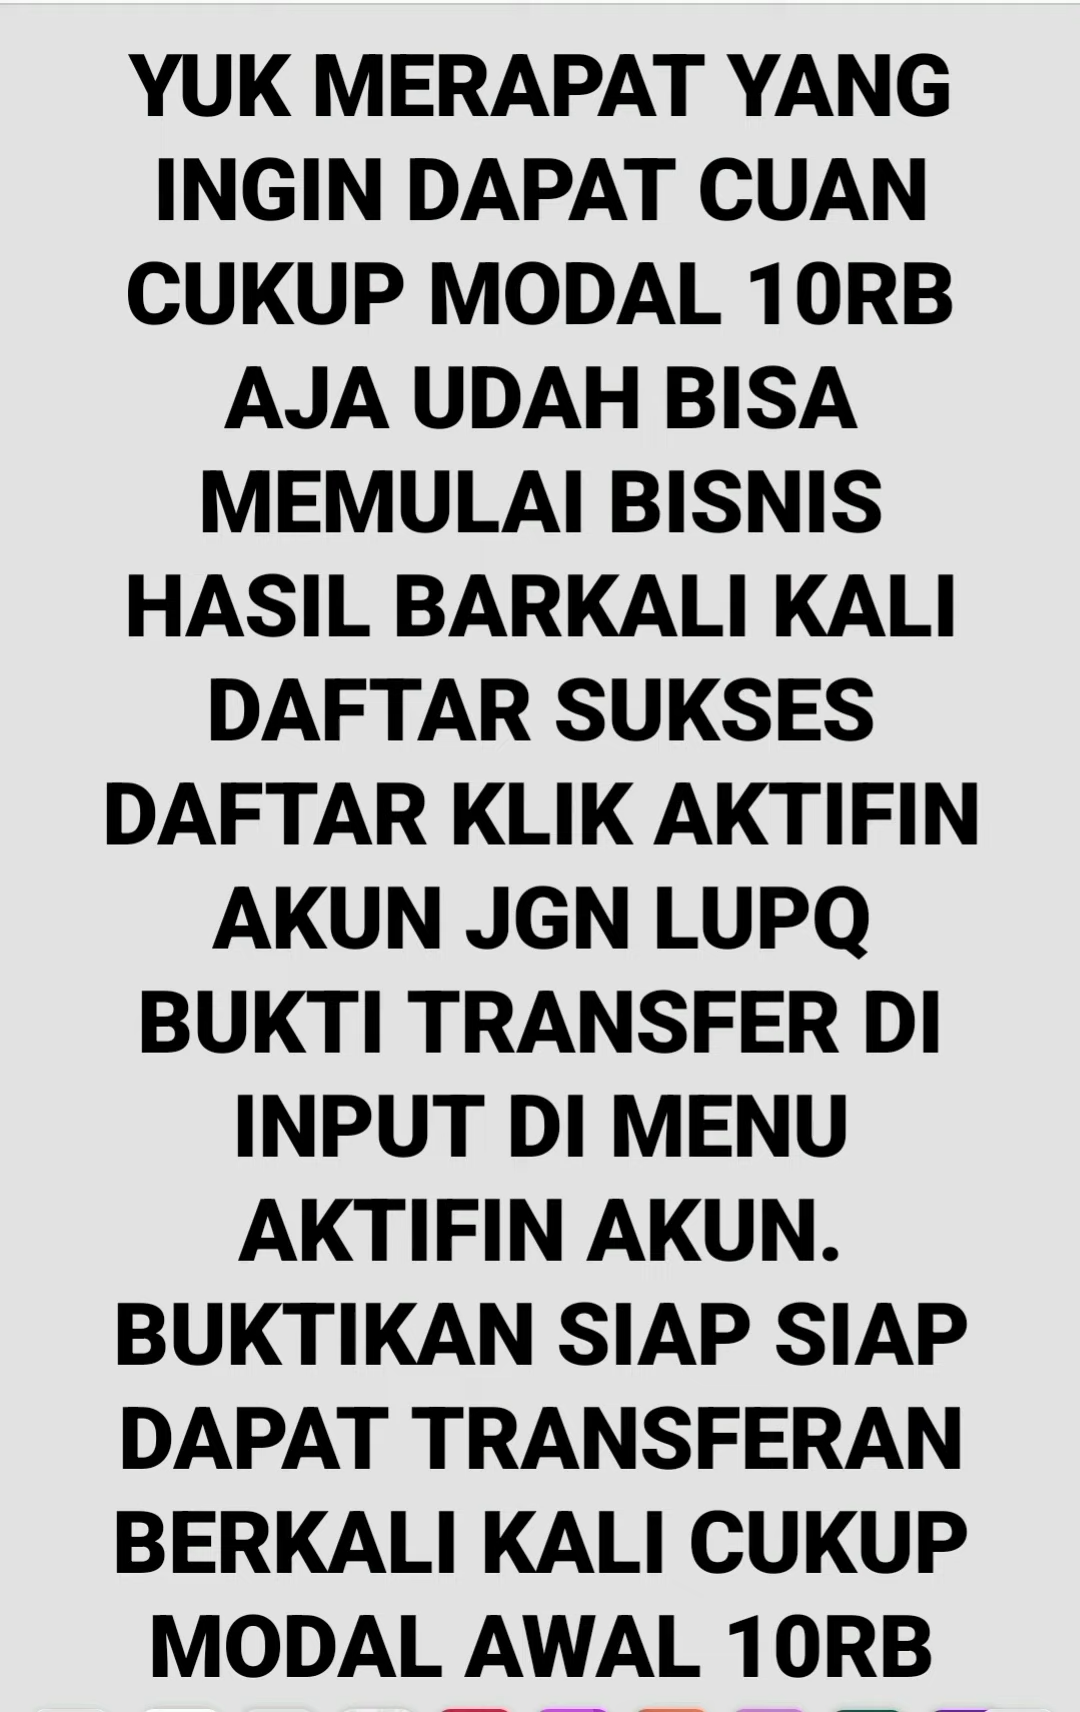 YUK MERAPAT YANG
INGIN DAPAT CUAN
CUKUP MODAL 10RB
AJA UDAH BISA
MEMULAI BISNIS
HASIL BARKALI KALI
DAFTAR SUKSES
DAFTAR KLIK AKTIFIN
AKUN JGN LUPQ
BUKTI TRANSFER DI
INPUT DI MENU
AKTIFIN AKUN.
BUKTIKAN SIAP SIAP
DAPAT TRANSFERAN
BERKALI KALI CUKUP
MODAL AWAL 10RB